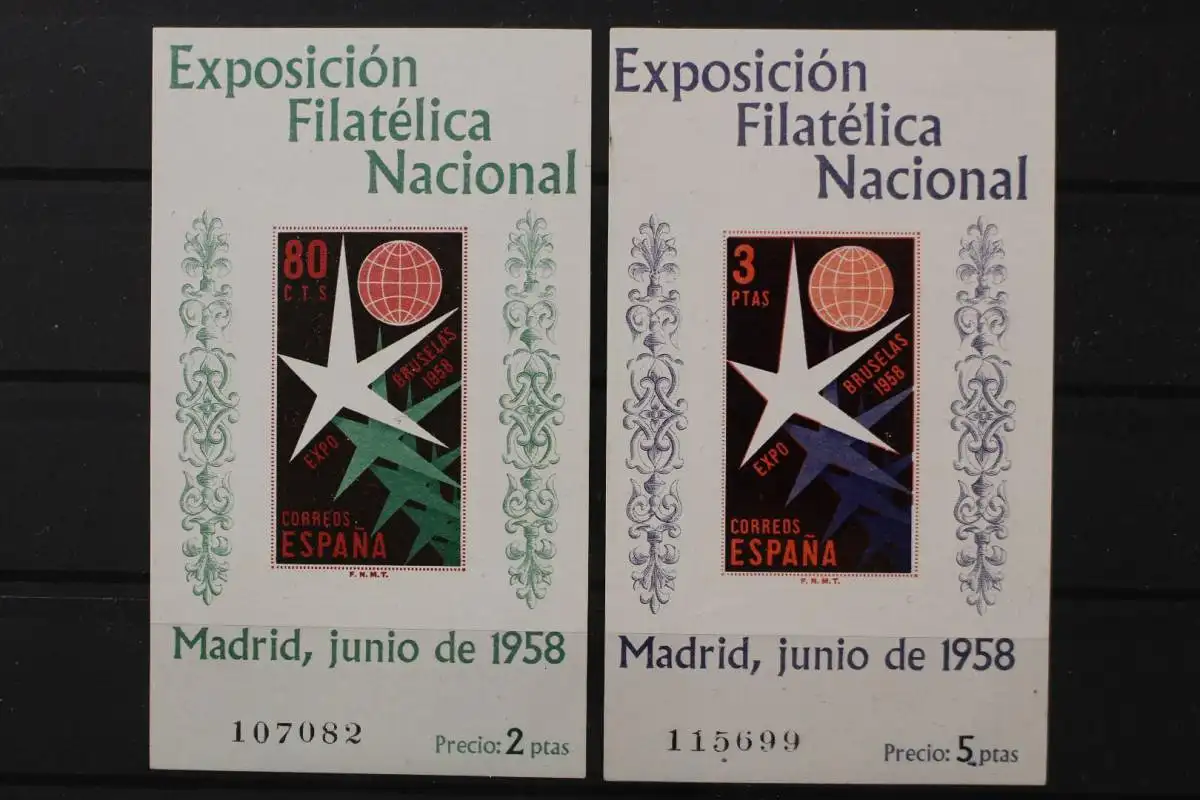 Exposición
Filatélica
Nacional
80
C.T.S
BRUSELAS
1958
EXPO
CORREOS
ESPAÑA
F.N.M.T.
Madrid, junio de 1958
107082
Precio: 2 ptas
Exposición
Filatélica
Nacional
3
PTAS
BRUSELAS
1958
EXPO
CORREOS
ESPAÑA
F.N.M.T.
Madrid, junio de 1958
115699
Precio: 5 ptas